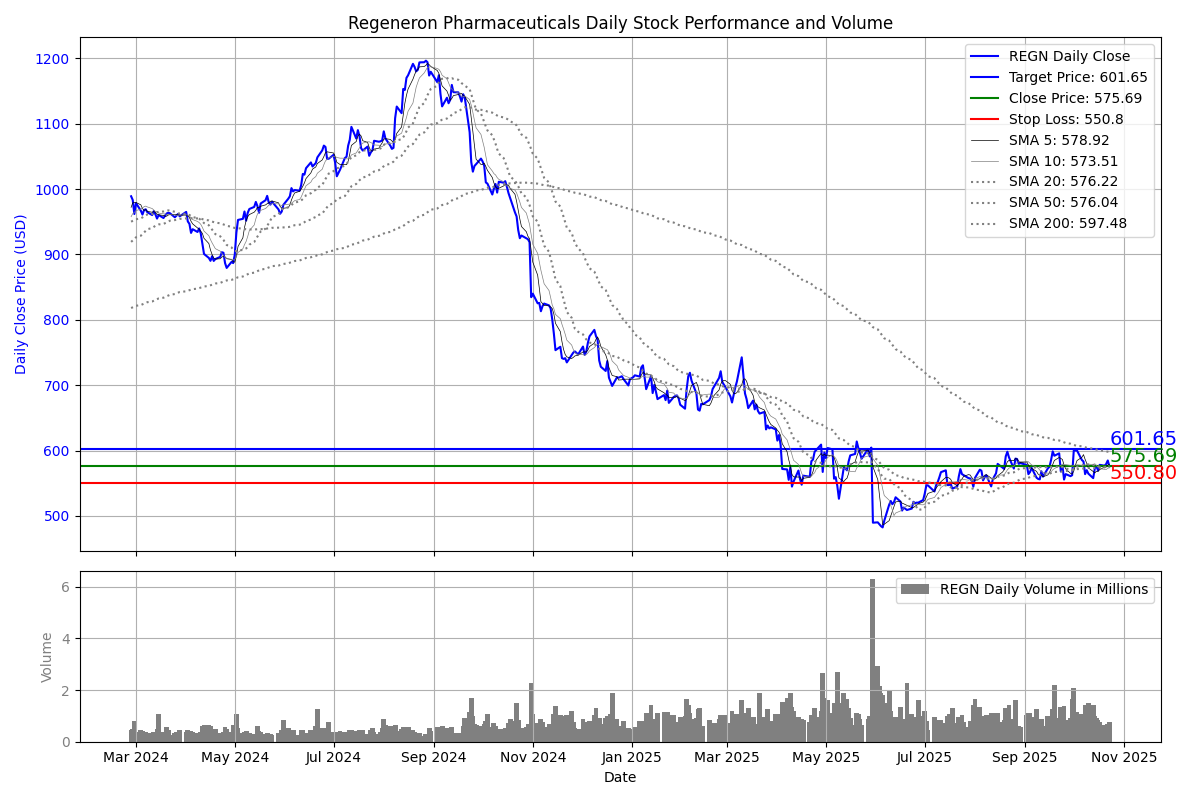 Regeneron Pharmaceuticals Daily Stock Performance and Volume
Daily Close Price (USD)
1200
1100
1000
900
800
700
600
500
REGN Daily Close
Target Price: 601.65
Close Price: 575.69
Stop Loss: 550.8
SMA 5: 578.92
SMA 10: 573.51
SMA 20: 576.22
SMA 50: 576.04
SMA 200: 597.48
601.65
575.69
550.80
Volume
6
4
2
0
REGN Daily Volume in Millions
Mar 2024
May 2024
Jul 2024
Sep 2024
Nov 2024
Jan 2025
Mar 2025
May 2025
Jul 2025
Sep 2025
Nov 2025
Date